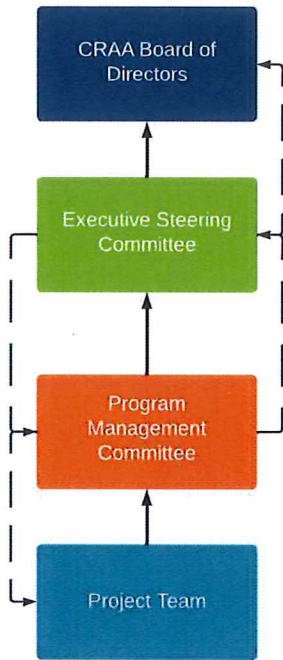 CRAA Board of
Directors
Executive Steering
Committee
Program
Management
Committee
Project Team